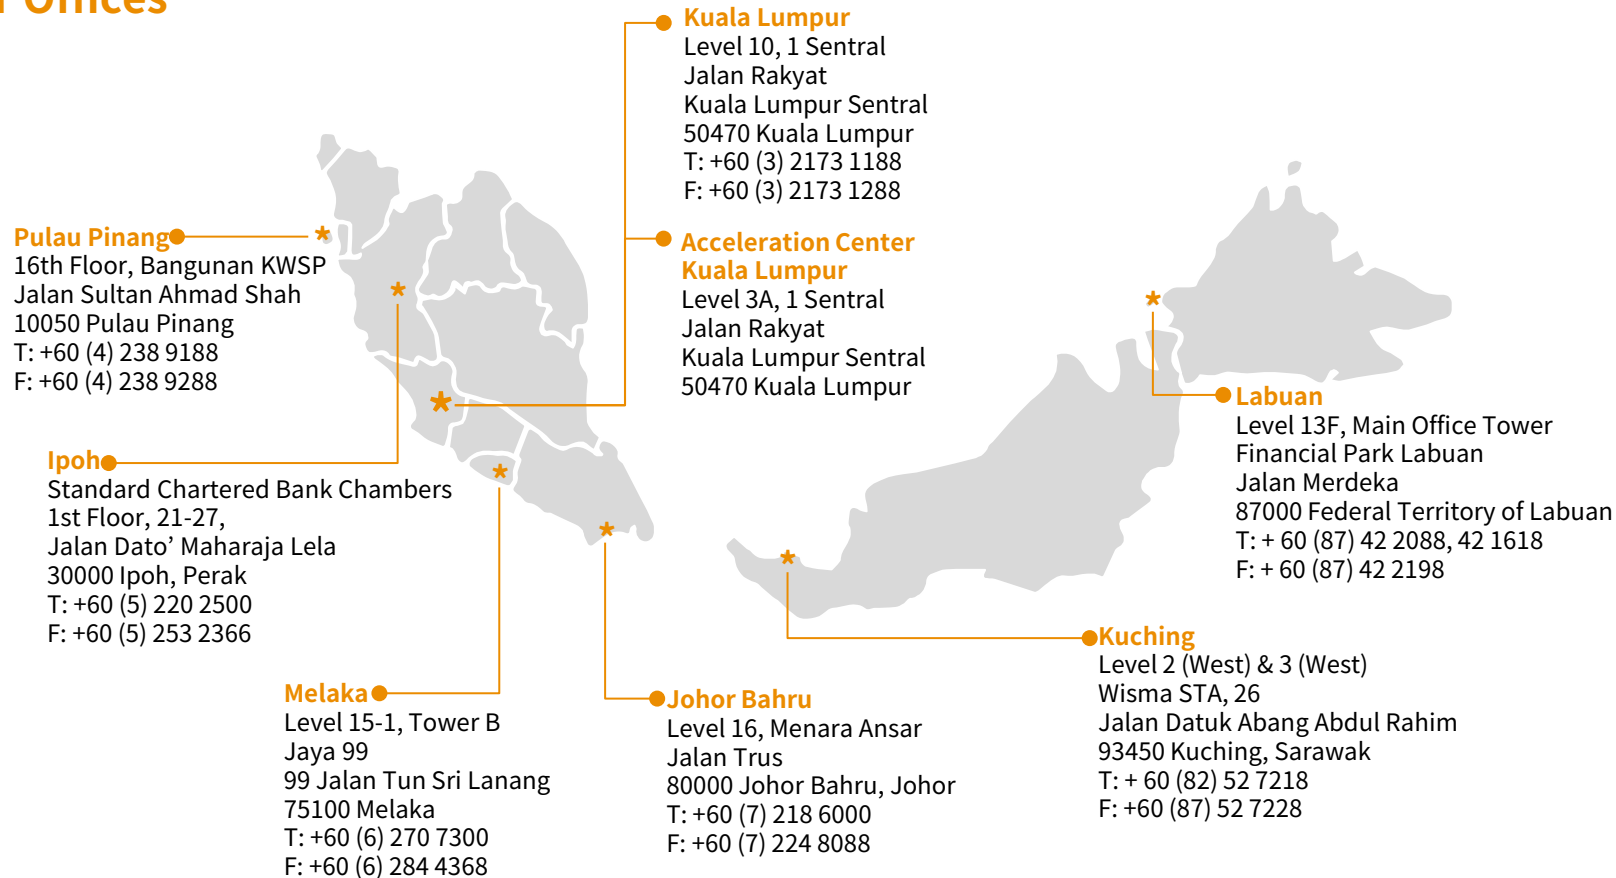 Offices
Kuala Lumpur
Level 10, 1 Sentral
Jalan Rakyat
Kuala Lumpur Sentral
50470 Kuala Lumpur
T: +60 (3) 2173 1188
F: +60 (3) 2173 1288
Acceleration Center
Kuala Lumpur
Level 3A, 1 Sentral
Jalan Rakyat
Kuala Lumpur Sentral
50470 Kuala Lumpur
Pulau Pinang
16th Floor, Bangunan KWSP
Jalan Sultan Ahmad Shah
10050 Pulau Pinang
T: +60 (4) 238 9188
F: +60 (4) 238 9288
Ipoh
Standard Chartered Bank Chambers
1st Floor, 21-27,
Jalan Dato’ Maharaja Lela
30000 Ipoh, Perak
T: +60 (5) 220 2500
F: +60 (5) 253 2366
Melaka
Level 15-1, Tower B
Jaya 99
99 Jalan Tun Sri Lanang
75100 Melaka
T: +60 (6) 270 7300
F: +60 (6) 284 4368
Johor Bahru
Level 16, Menara Ansar
Jalan Trus
80000 Johor Bahru, Johor
T: +60 (7) 218 6000
F: +60 (7) 224 8088
Labuan
Level 13F, Main Office Tower
Financial Park Labuan
Jalan Merdeka
87000 Federal Territory of Labuan
T: + 60 (87) 42 2088, 42 1618
F: + 60 (87) 42 2198
Kuching
Level 2 (West) & 3 (West)
Wisma STA, 26
Jalan Datuk Abang Abdul Rahim
93450 Kuching, Sarawak
T: + 60 (82) 52 7218
F: +60 (87) 52 7228